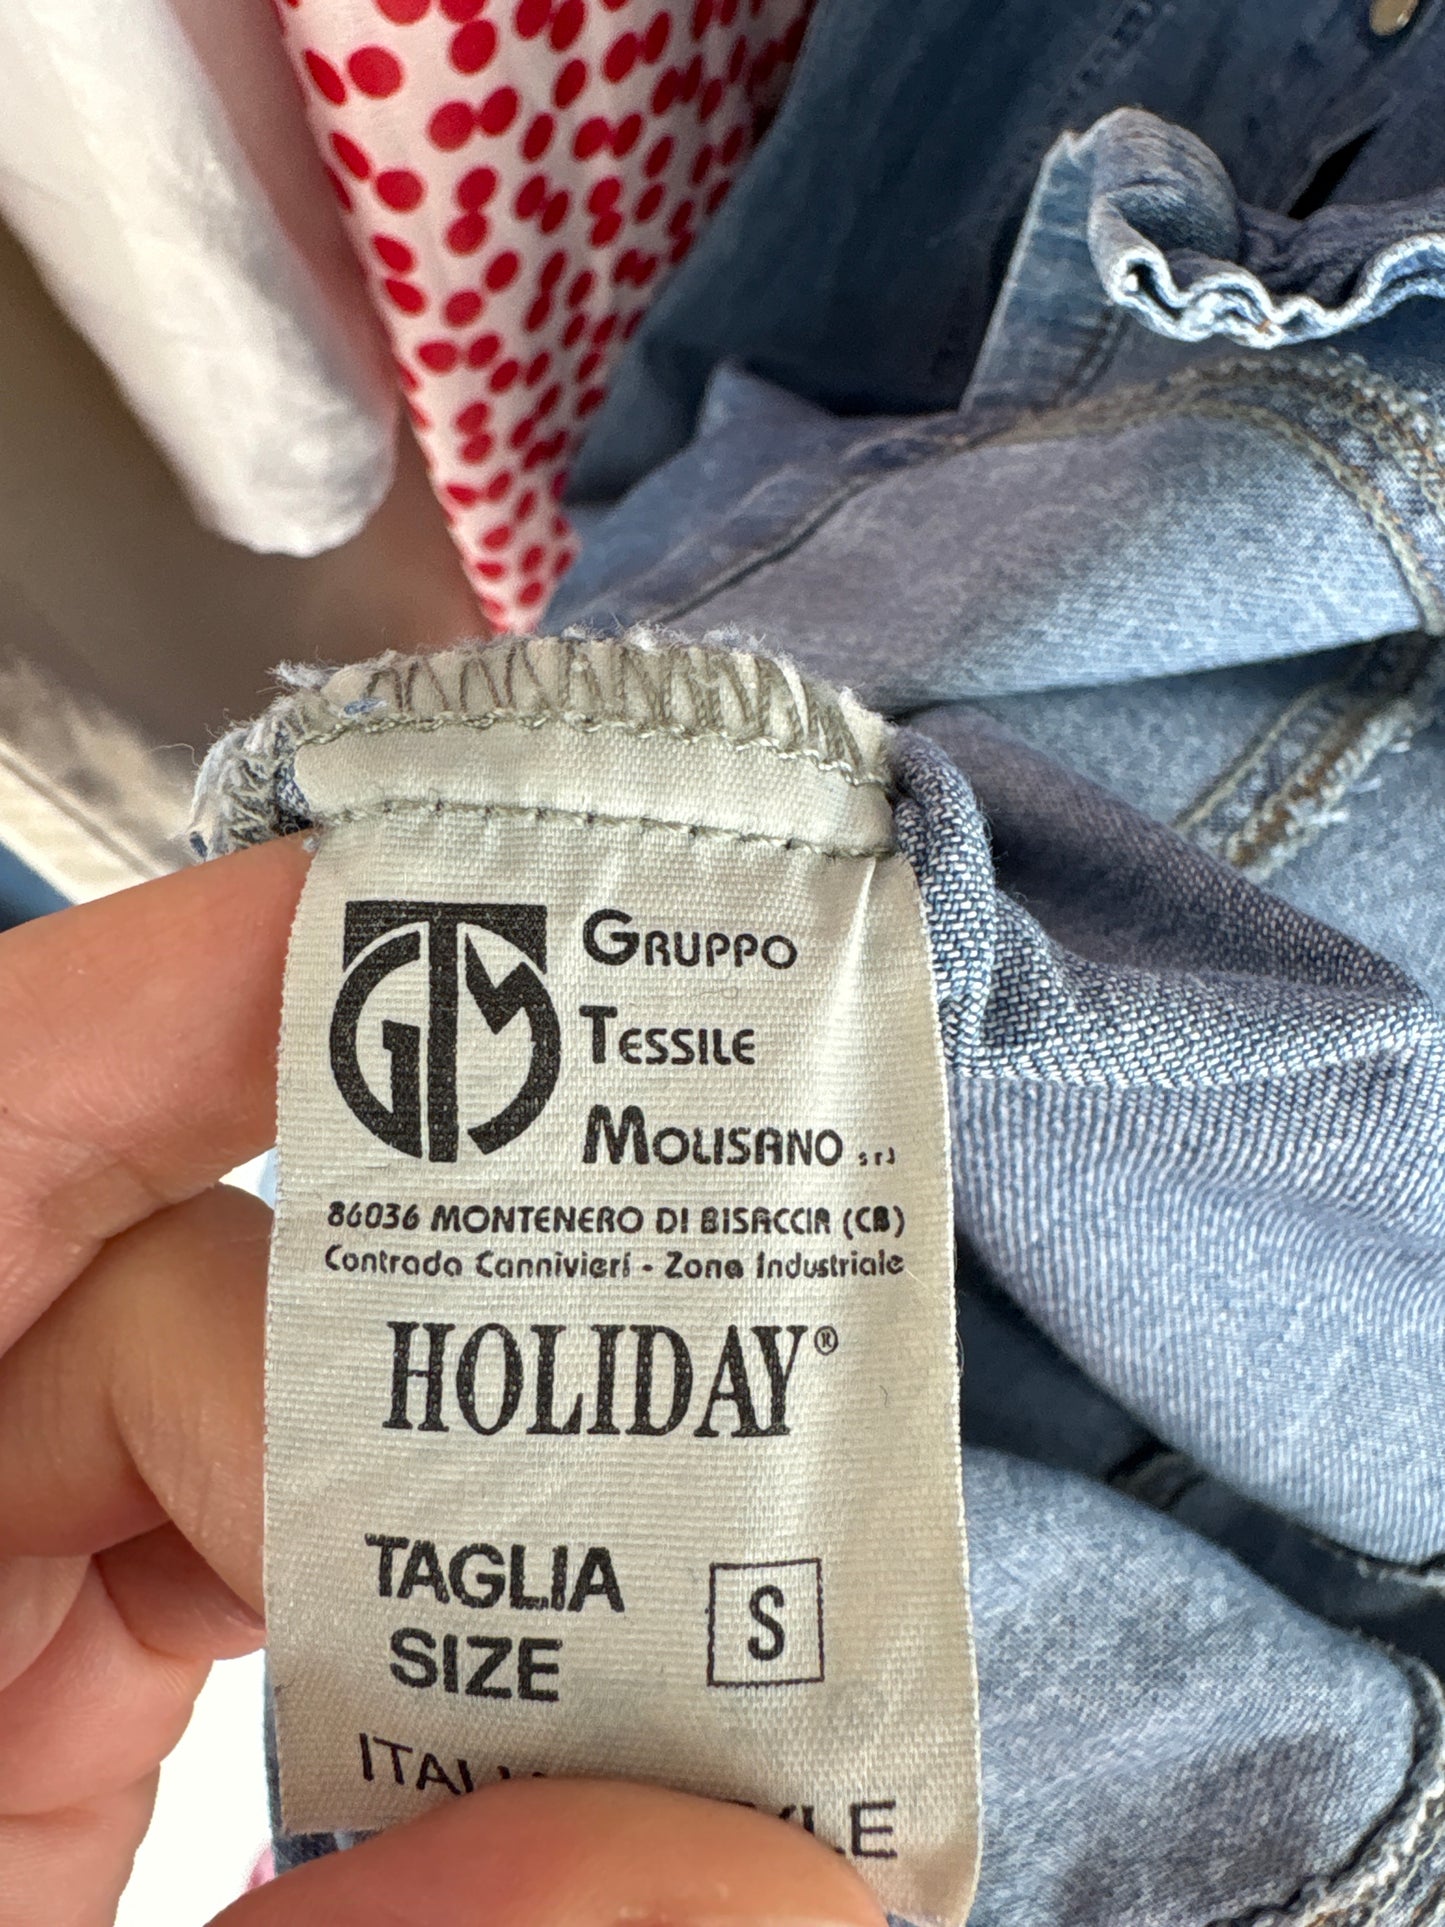 GTM
GRUPPO
TESSILE
MOLISANO s.r.l
86036 MONTENERO DI BISACCIA (CB)
Contrada Cannivieri - Zona Industriale
HOLIDAY®
TAGLIA
SIZE
S